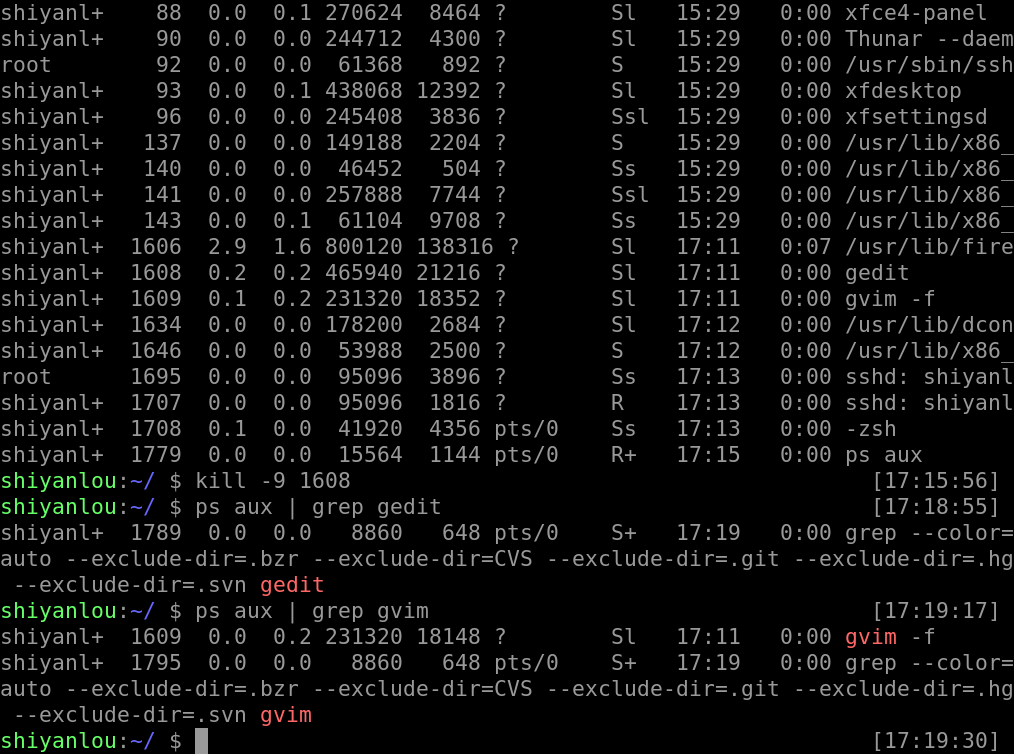 shiyanl+    88  0.0  0.1 270624  8464 ?        Sl   15:29   0:00 xfce4-panel
shiyanl+    90  0.0  0.0 244712  4300 ?        Sl   15:29   0:00 Thunar --daem
root        92  0.0  0.0  61368   892 ?        S    15:29   0:00 /usr/sbin/ssh
shiyanl+    93  0.0  0.1 438068 12392 ?        Sl   15:29   0:00 xfdesktop
shiyanl+    96  0.0  0.0 245408  3836 ?        Ssl  15:29   0:00 xfsettingsd
shiyanl+   137  0.0  0.0 149188  2204 ?        S    15:29   0:00 /usr/lib/x86_
shiyanl+   140  0.0  0.0  46452   504 ?        Ss   15:29   0:00 /usr/lib/x86_
shiyanl+   141  0.0  0.0 257888  7744 ?        Ssl  15:29   0:00 /usr/lib/x86_
shiyanl+   143  0.0  0.1  61104  9708 ?        Ss   15:29   0:00 /usr/lib/x86_
shiyanl+  1606  2.9  1.6 800120 138316 ?       Sl   17:11   0:07 /usr/lib/fire
shiyanl+  1608  0.2  0.2 465940 21216 ?        Sl   17:11   0:00 gedit
shiyanl+  1609  0.1  0.2 231320 18352 ?        Sl   17:11   0:00 gvim -f
shiyanl+  1634  0.0  0.0 178200  2684 ?        Sl   17:12   0:00 /usr/lib/dcon
shiyanl+  1646  0.0  0.0  53988  2500 ?        S    17:12   0:00 /usr/lib/x86_
root      1695  0.0  0.0  95096  3896 ?        Ss   17:13   0:00 sshd: shiyanl
shiyanl+  1707  0.0  0.0  95096  1816 ?        R    17:13   0:00 sshd: shiyanl
shiyanl+  1708  0.1  0.0  41920  4356 pts/0    Ss   17:13   0:00 -zsh
shiyanl+  1779  0.0  0.0  15564  1144 pts/0    R+   17:15   0:00 ps aux
shiyanlou:~/ $ kill -9 1608                                        [17:15:56]
shiyanlou:~/ $ ps aux | grep gedit                                 [17:18:55]
shiyanl+  1789  0.0  0.0   8860   648 pts/0    S+   17:19   0:00 grep --color=
auto --exclude-dir=.bzr --exclude-dir=CVS --exclude-dir=.git --exclude-dir=.hg
 --exclude-dir=.svn gedit
shiyanlou:~/ $ ps aux | grep gvim                                  [17:19:17]
shiyanl+  1609  0.0  0.2 231320 18148 ?        Sl   17:11   0:00 gvim -f
shiyanl+  1795  0.0  0.0   8860   648 pts/0    S+   17:19   0:00 grep --color=
auto --exclude-dir=.bzr --exclude-dir=CVS --exclude-dir=.git --exclude-dir=.hg
 --exclude-dir=.svn gvim
shiyanlou:~/ $                                                     [17:19:30]